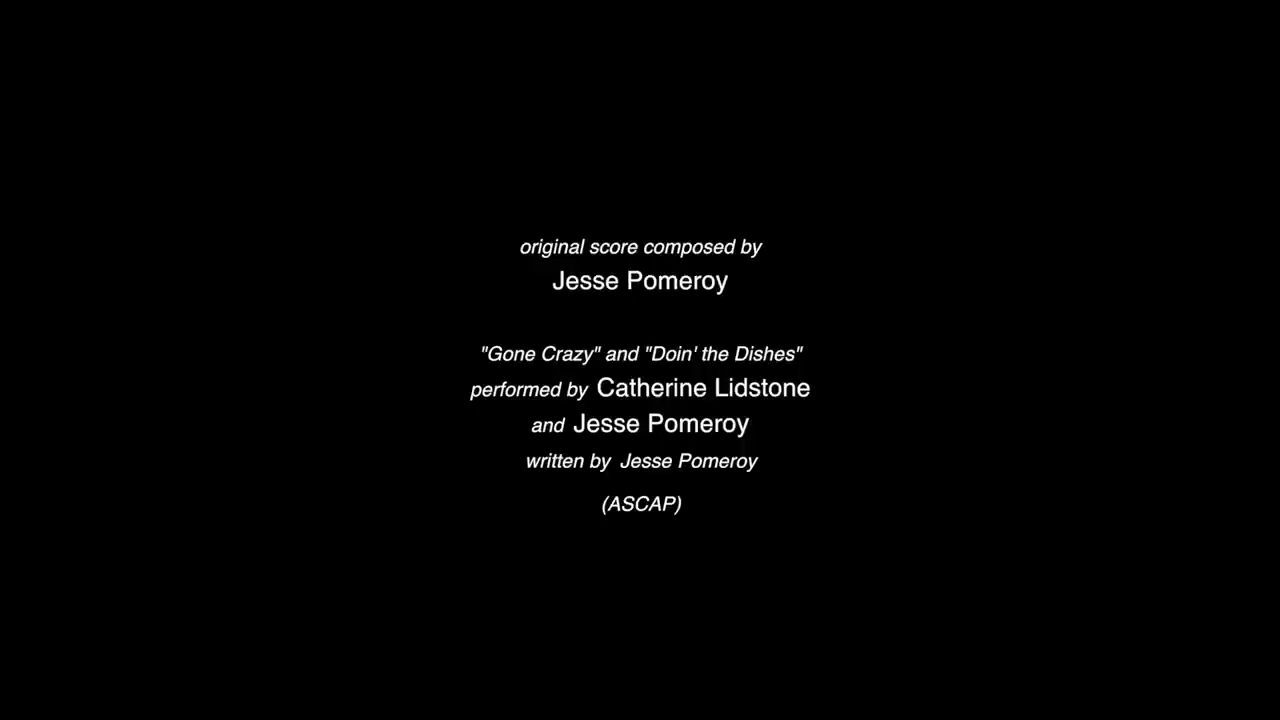 original score composed by
Jesse Pomeroy
"Gone Crazy" and "Doin' the Dishes"
performed by Catherine Lidstone
and Jesse Pomeroy
written by Jesse Pomeroy
(ASCAP)